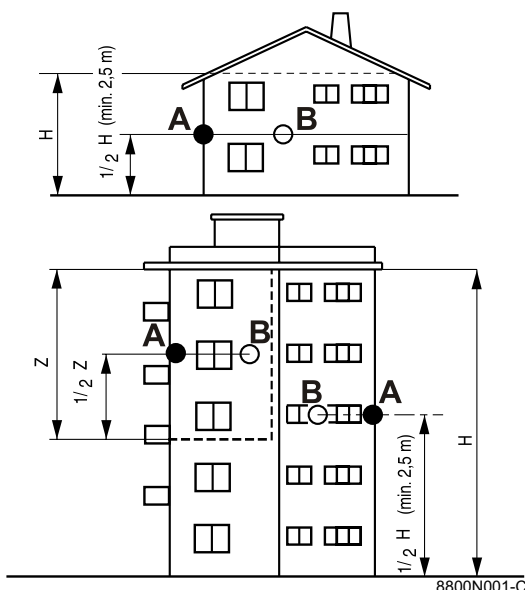 H
1/2 H (min. 2,5 m)
A
B
Z
1/2 Z
A
B
B
A
1/2 H (min. 2,5 m)
H
8800N001-C